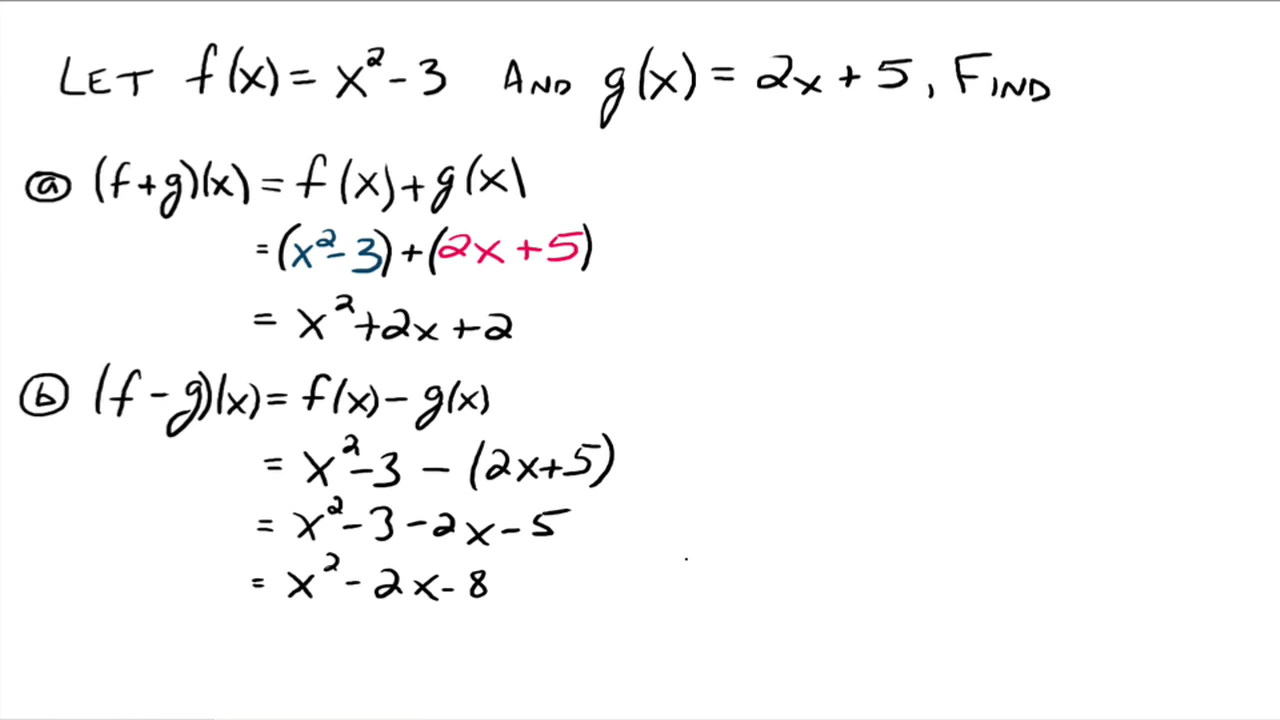 LET f(x) = x² - 3 AND g(x) = 2x + 5, FIND
ⓐ (f+g)(x) = f(x) + g(x)
= (x² - 3) + (2x + 5)
= x² + 2x + 2
ⓑ (f - g)(x) = f(x) - g(x)
= x² - 3 - (2x + 5)
= x² - 3 - 2x - 5
= x² - 2x - 8